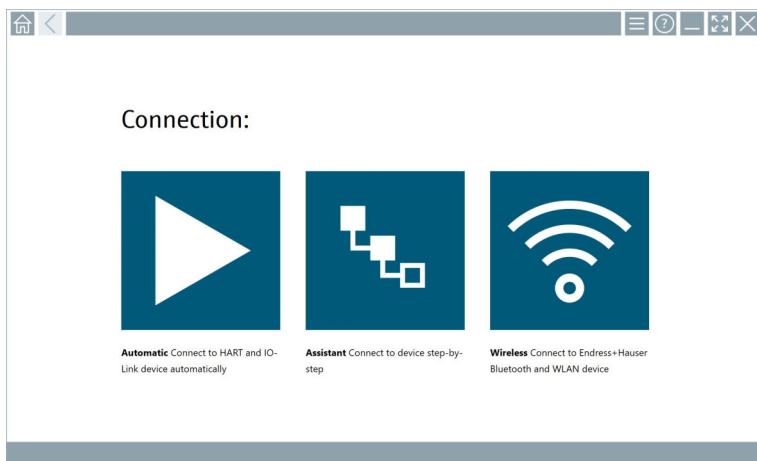 Connection:
Automatic Connect to HART and IO-
Link device automatically
Assistant Connect to device step-by-
step
Wireless Connect to Endress+Hauser
Bluetooth and WLAN device